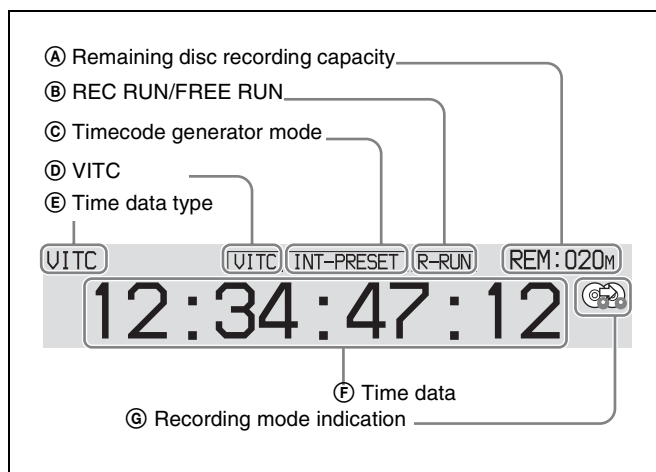 Ⓐ Remaining disc recording capacity
Ⓑ REC RUN/FREE RUN
Ⓒ Timecode generator mode
Ⓓ VITC
Ⓔ Time data type
VITC VITC INT-PRESET R-RUN REM:020M
12:34:47:12
Ⓕ Time data
Ⓖ Recording mode indication